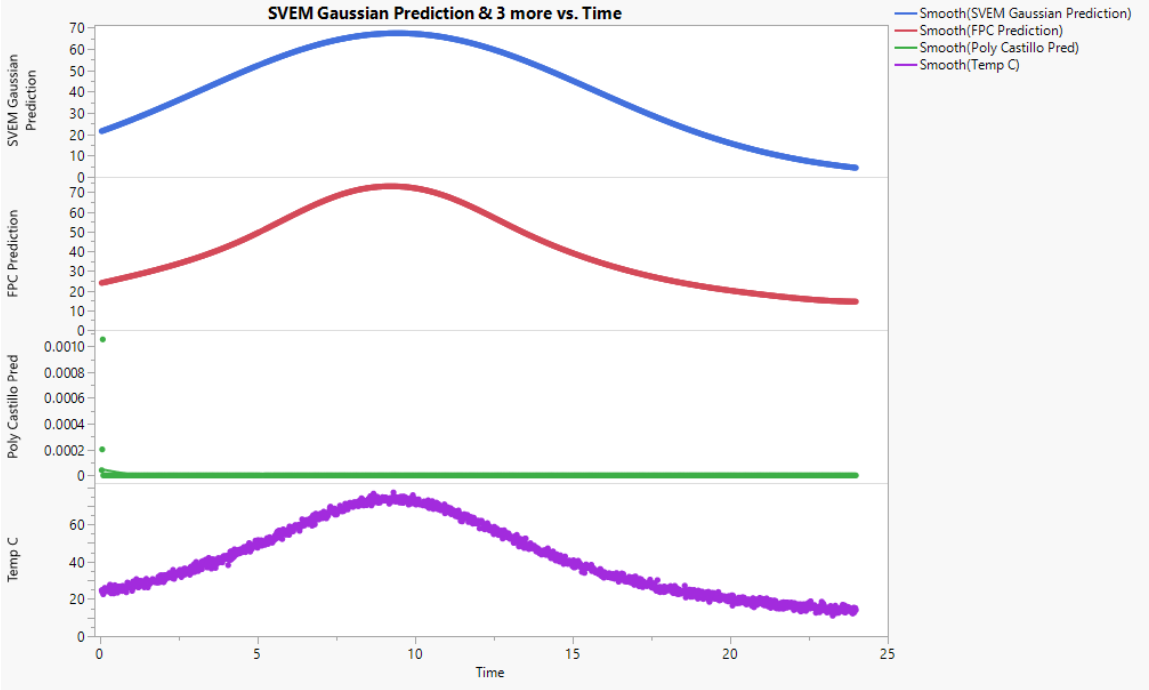 SVEM Gaussian Prediction & 3 more vs. Time
Smooth(SVEM Gaussian Prediction)
Smooth(FPC Prediction)
Smooth(Poly Castillo Pred)
Smooth(Temp C)
SVEM Gaussian
Prediction
70
60
50
40
30
20
10
0
FPC Prediction
70
60
50
40
30
20
10
0
Poly Castillo Pred
0.0010
0.0008
0.0006
0.0004
0.0002
0
Temp C
60
40
20
0
0 5 10 15 20 25
Time